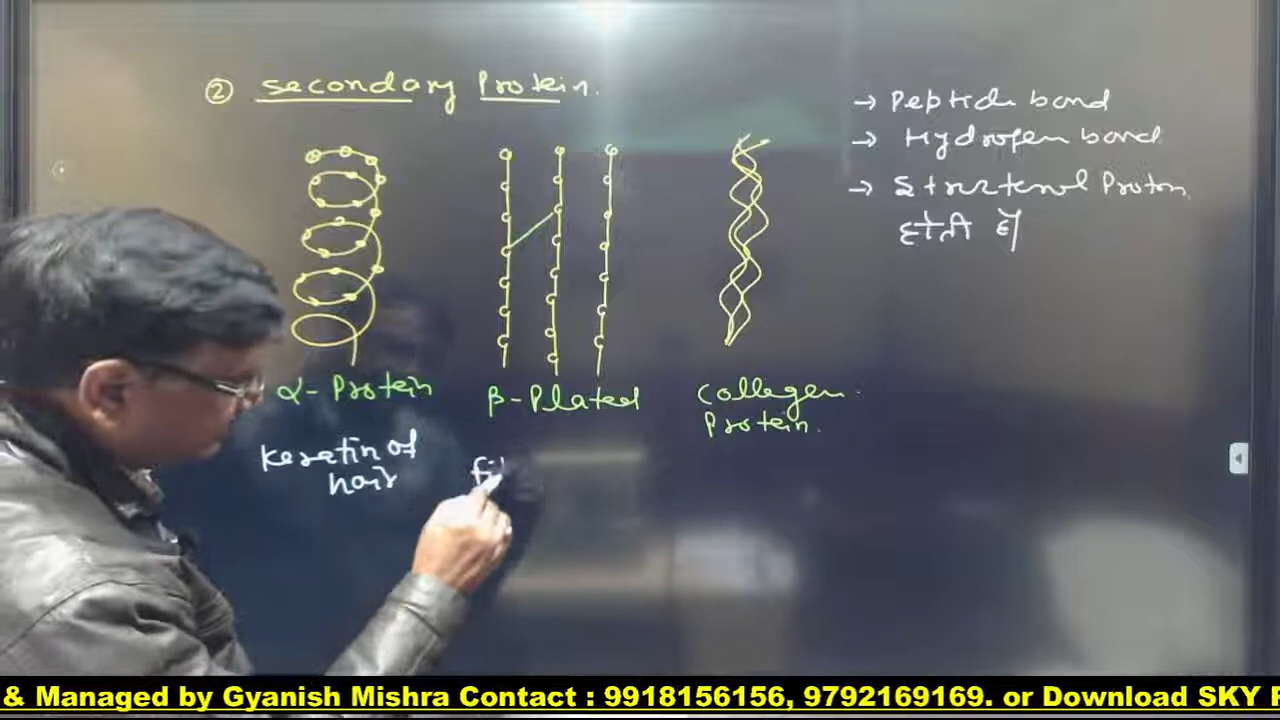 ② Secondary Protein.
→ Peptide bond
→ Hydrogen bond
→ Structural Protein
होती है
α-Protein
β-Plated
Collagen
Protein.
Keratin of
hair
fi
& Managed by Gyanish Mishra Contact : 9918156156, 9792169169. or Download SKY E